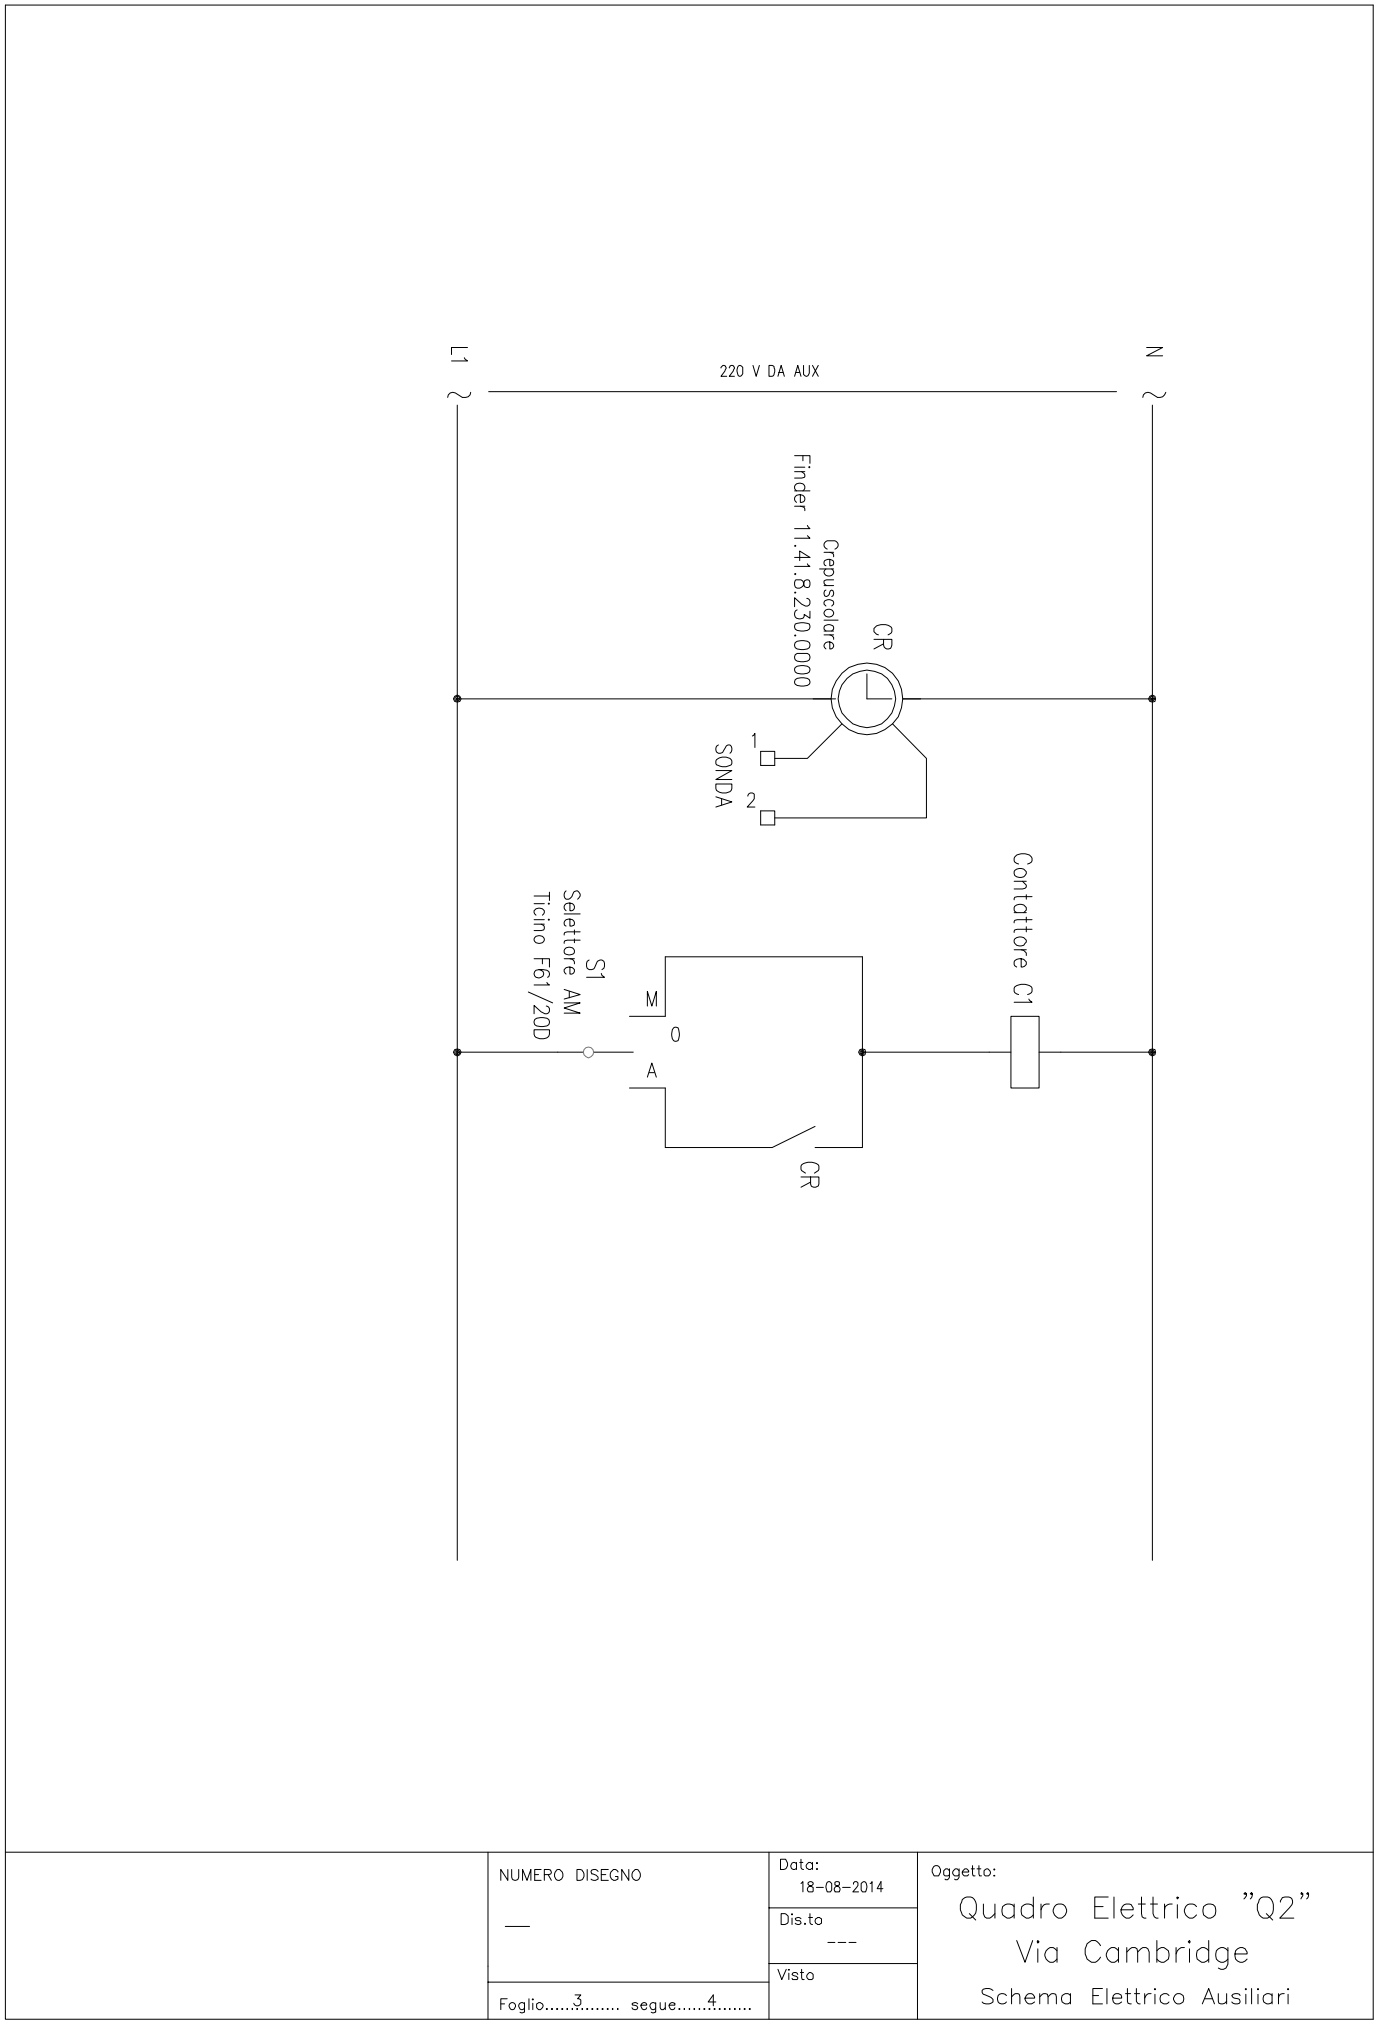 L1
N
220 V DA AUX
Finder 11.41.8.230.0000
Crepuscolare
CR
1
2
SONDA
Contattore C1
S1
Selettore AM
Ticino F61/20D
M
0
A
CR
NUMERO DISEGNO
__
Foglio......3........ segue......4........
Data:
18-08-2014
Dis.to
---
Visto
Oggetto:
Quadro Elettrico "Q2"
Via Cambridge
Schema Elettrico Ausiliari